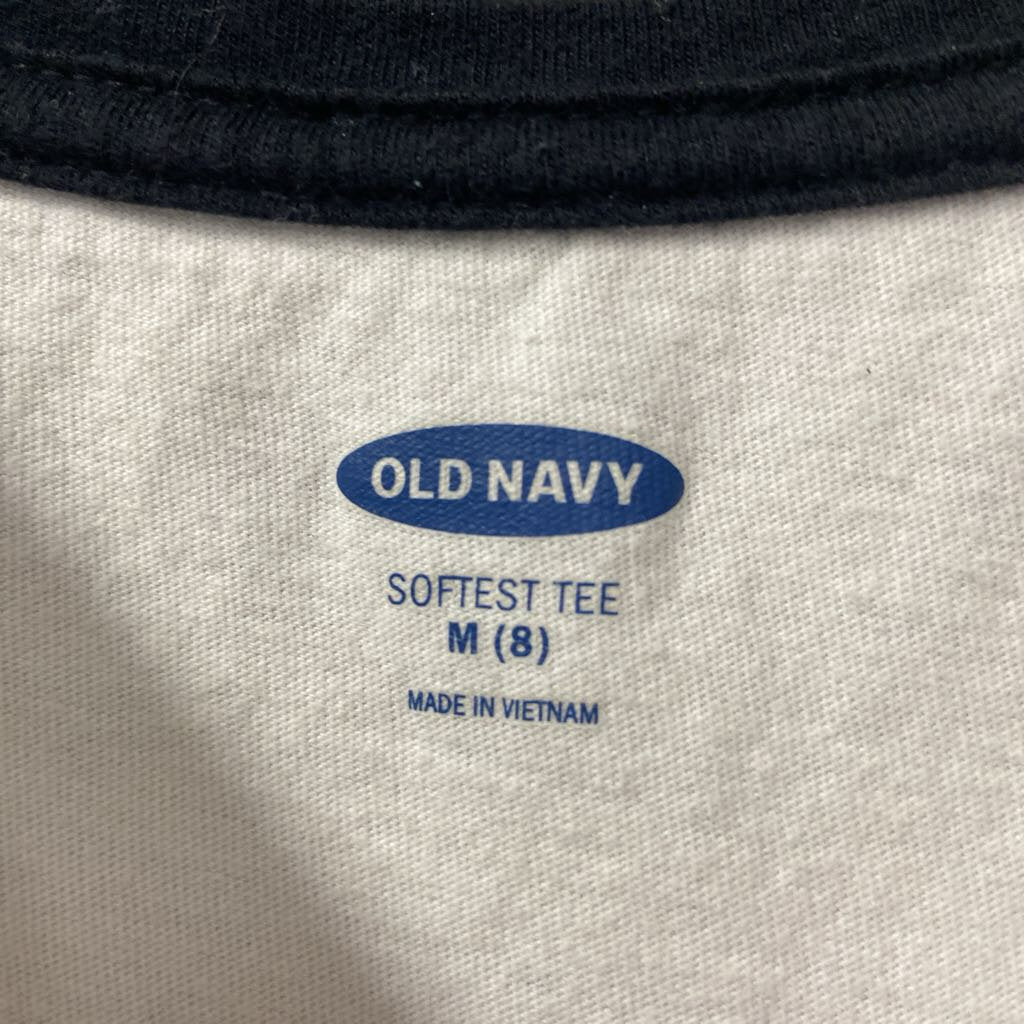 OLD NAVY
SOFTEST TEE
M (8)
MADE IN VIETNAM